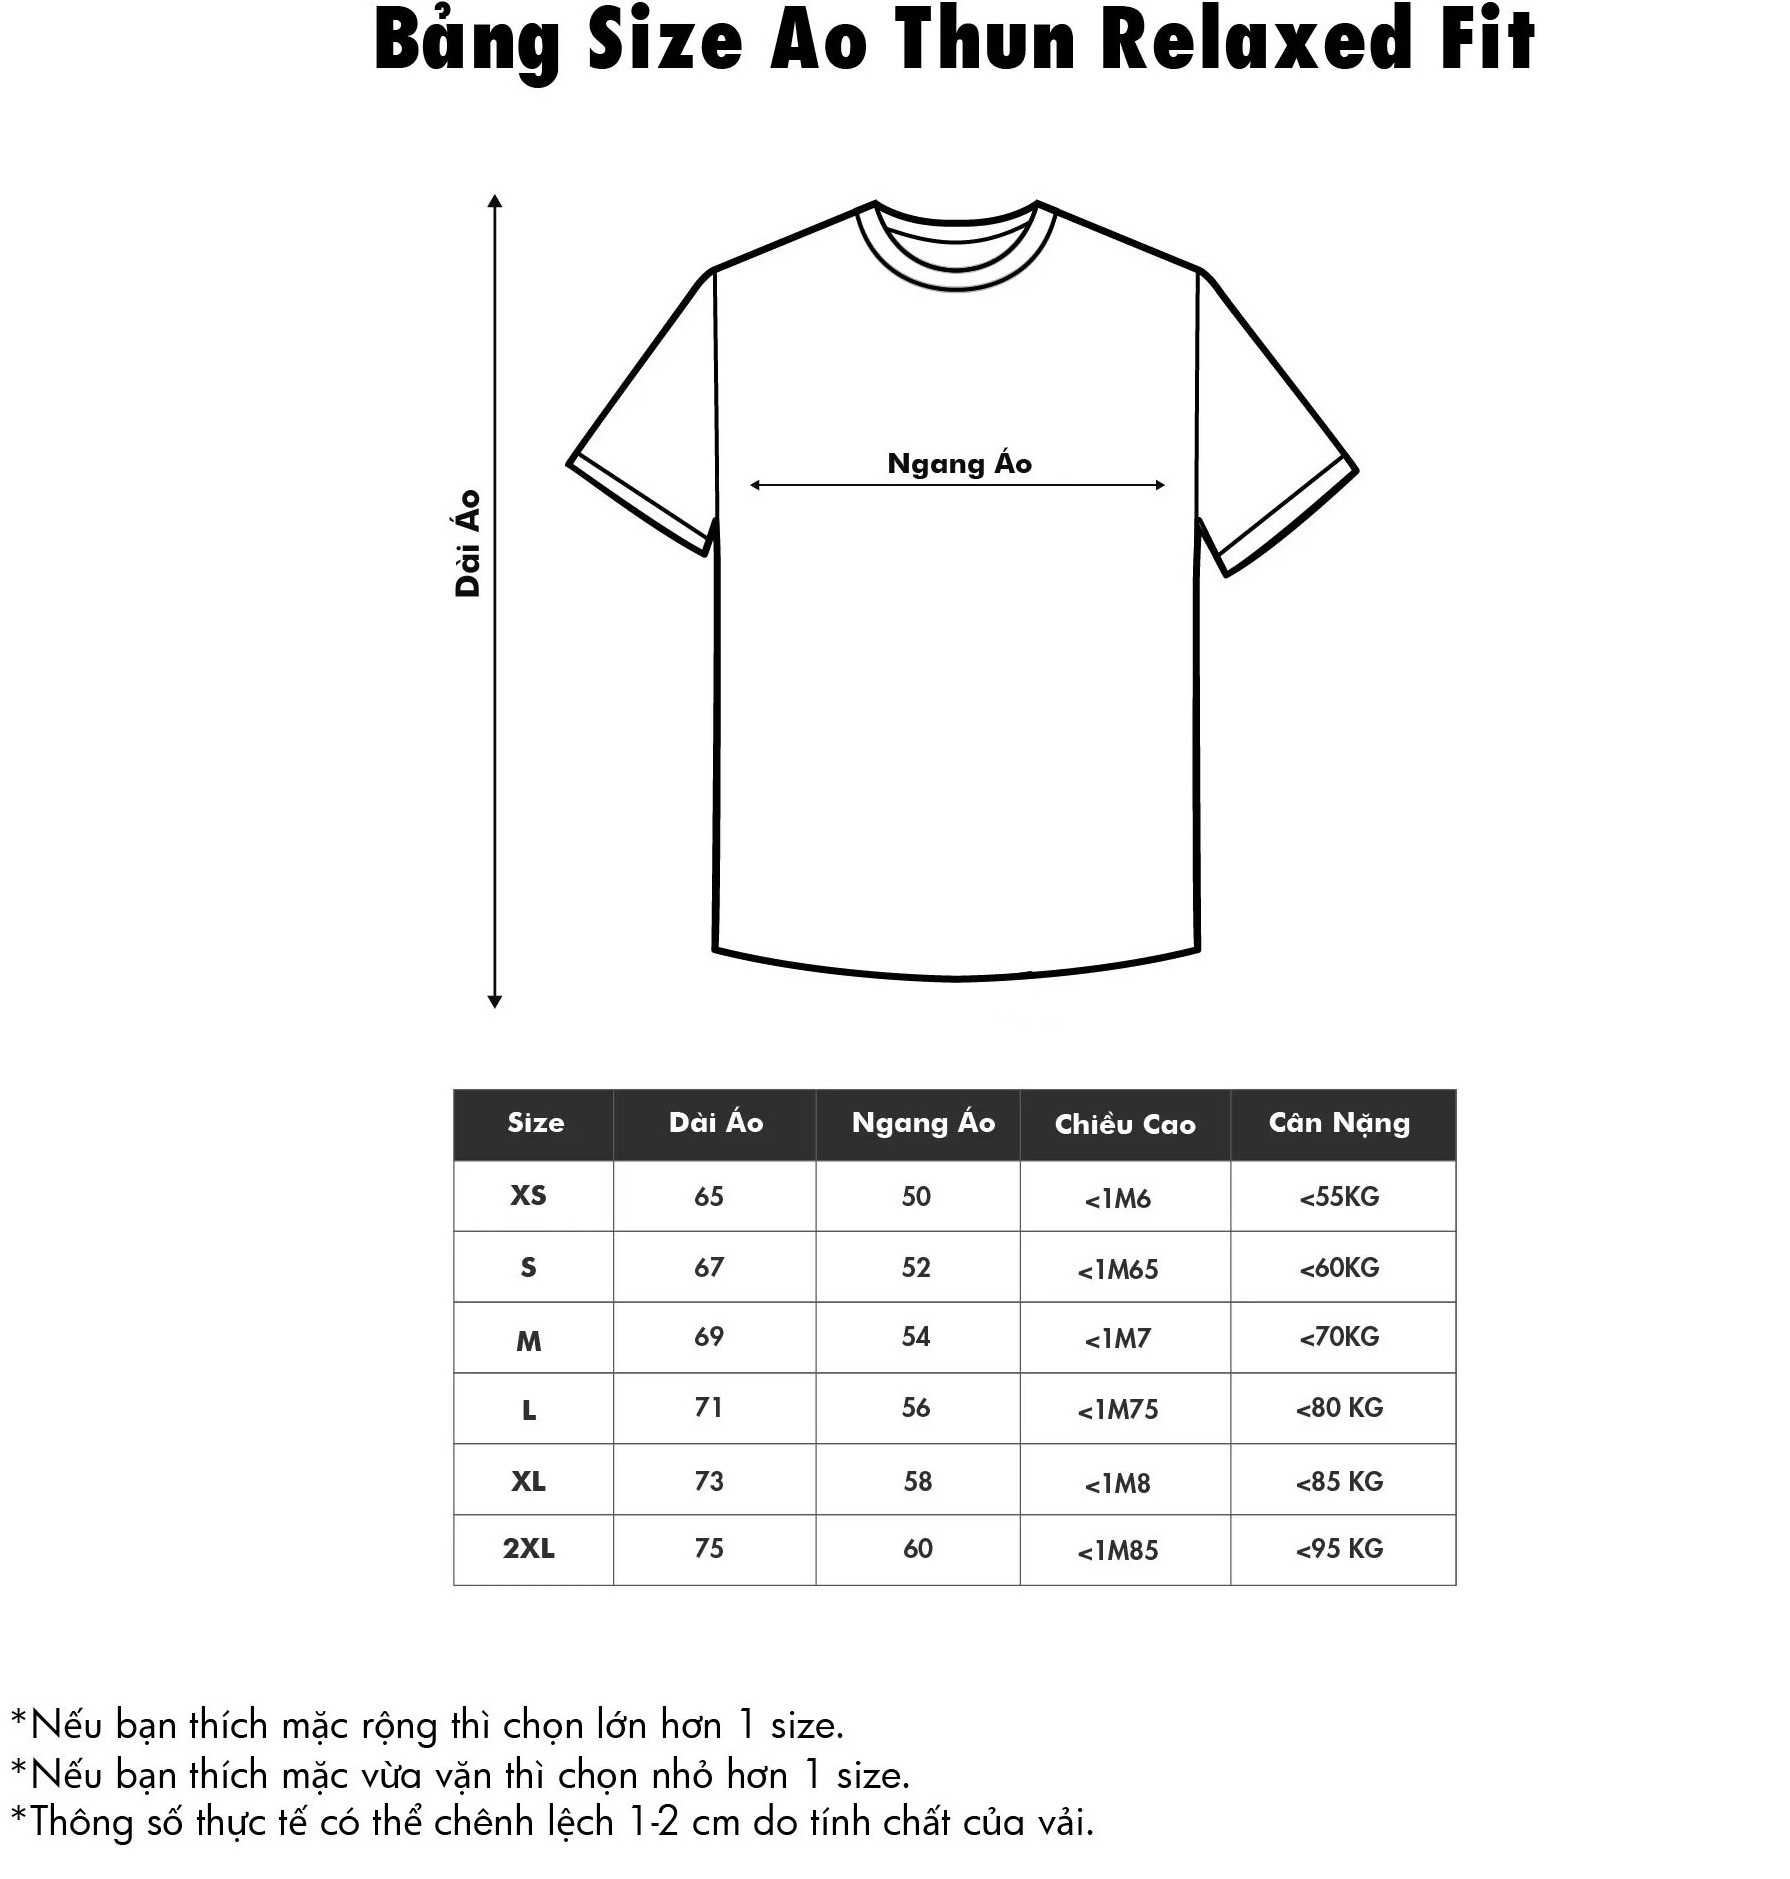 Bảng Size Ao Thun Relaxed Fit
Ngang Áo
Dài Áo
Size Dài Áo Ngang Áo Chiều Cao Cân Nặng
XS 65 50 <1M6 <55KG
S 67 52 <1M65 <60KG
M 69 54 <1M7 <70KG
L 71 56 <1M75 <80 KG
XL 73 58 <1M8 <85 KG
2XL 75 60 <1M85 <95 KG
*Nếu bạn thích mặc rộng thì chọn lớn hơn 1 size.
*Nếu bạn thích mặc vừa vặn thì chọn nhỏ hơn 1 size.
*Thông số thực tế có thể chênh lệch 1-2 cm do tính chất của vải.